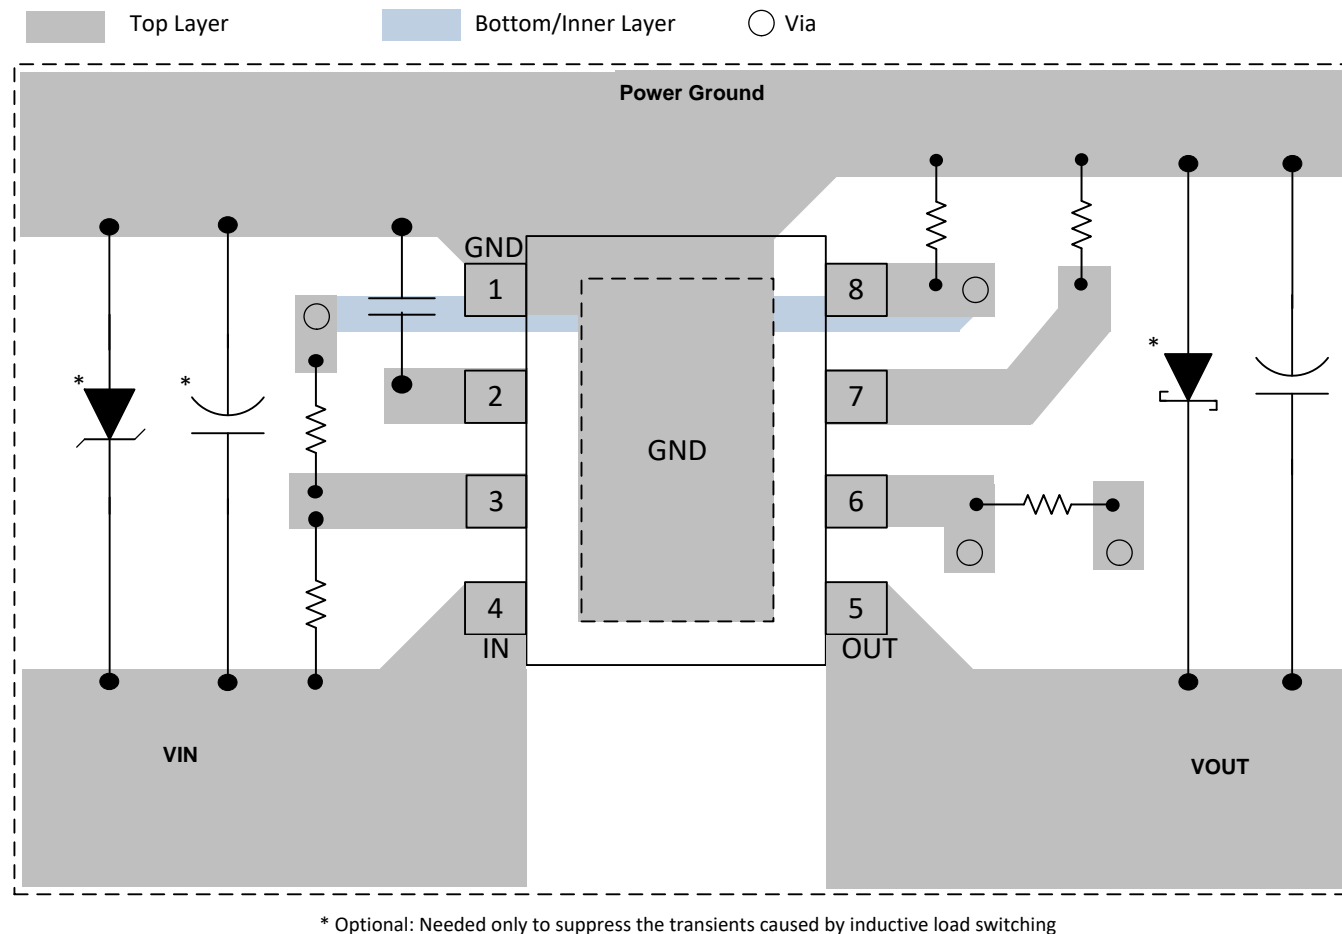 Top Layer
Bottom/Inner Layer
Via
Power Ground
GND
1
8
2
7
GND
3
6
4
5
IN
OUT
*
*
*
VIN
VOUT
* Optional: Needed only to suppress the transients caused by inductive load switching